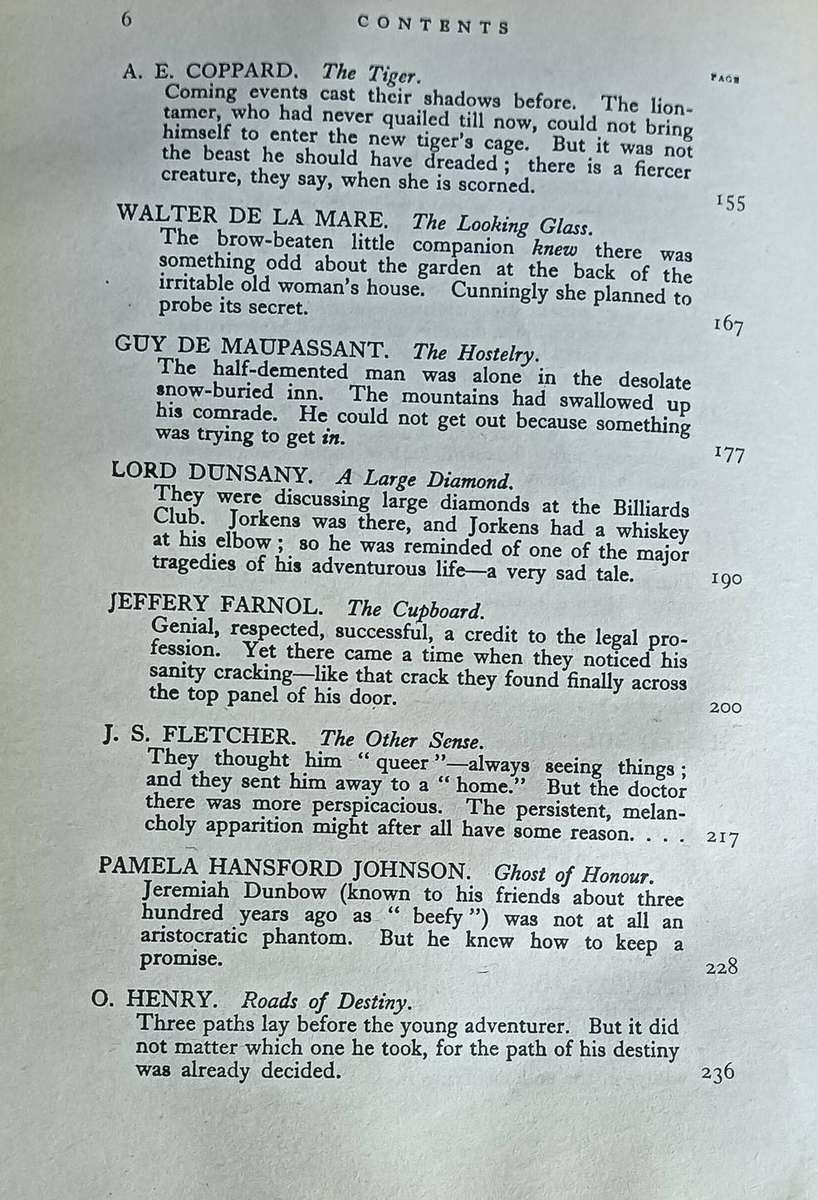 6 CONTENTS
A. E. COPPARD. The Tiger. PAGE
Coming events cast their shadows before. The lion-
tamer, who had never quailed till now, could not bring
himself to enter the new tiger's cage. But it was not
the beast he should have dreaded ; there is a fiercer
creature, they say, when she is scorned. 155
WALTER DE LA MARE. The Looking Glass.
The brow-beaten little companion knew there was
something odd about the garden at the back of the
irritable old woman's house. Cunningly she planned to
probe its secret. 167
GUY DE MAUPASSANT. The Hostelry.
The half-demented man was alone in the desolate
snow-buried inn. The mountains had swallowed up
his comrade. He could not get out because something
was trying to get in. 177
LORD DUNSANY. A Large Diamond.
They were discussing large diamonds at the Billiards
Club. Jorkens was there, and Jorkens had a whiskey
at his elbow ; so he was reminded of one of the major
tragedies of his adventurous life—a very sad tale. 190
JEFFERY FARNOL. The Cupboard.
Genial, respected, successful, a credit to the legal pro-
fession. Yet there came a time when they noticed his
sanity cracking—like that crack they found finally across
the top panel of his door. 200
J. S. FLETCHER. The Other Sense.
They thought him " queer "—always seeing things ;
and they sent him away to a " home." But the doctor
there was more perspicacious. The persistent, melan-
choly apparition might after all have some reason. . . . 217
PAMELA HANSFORD JOHNSON. Ghost of Honour.
Jeremiah Dunbow (known to his friends about three
hundred years ago as " beefy ") was not at all an
aristocratic phantom. But he knew how to keep a
promise. 228
O. HENRY. Roads of Destiny.
Three paths lay before the young adventurer. But it did
not matter which one he took, for the path of his destiny
was already decided. 236